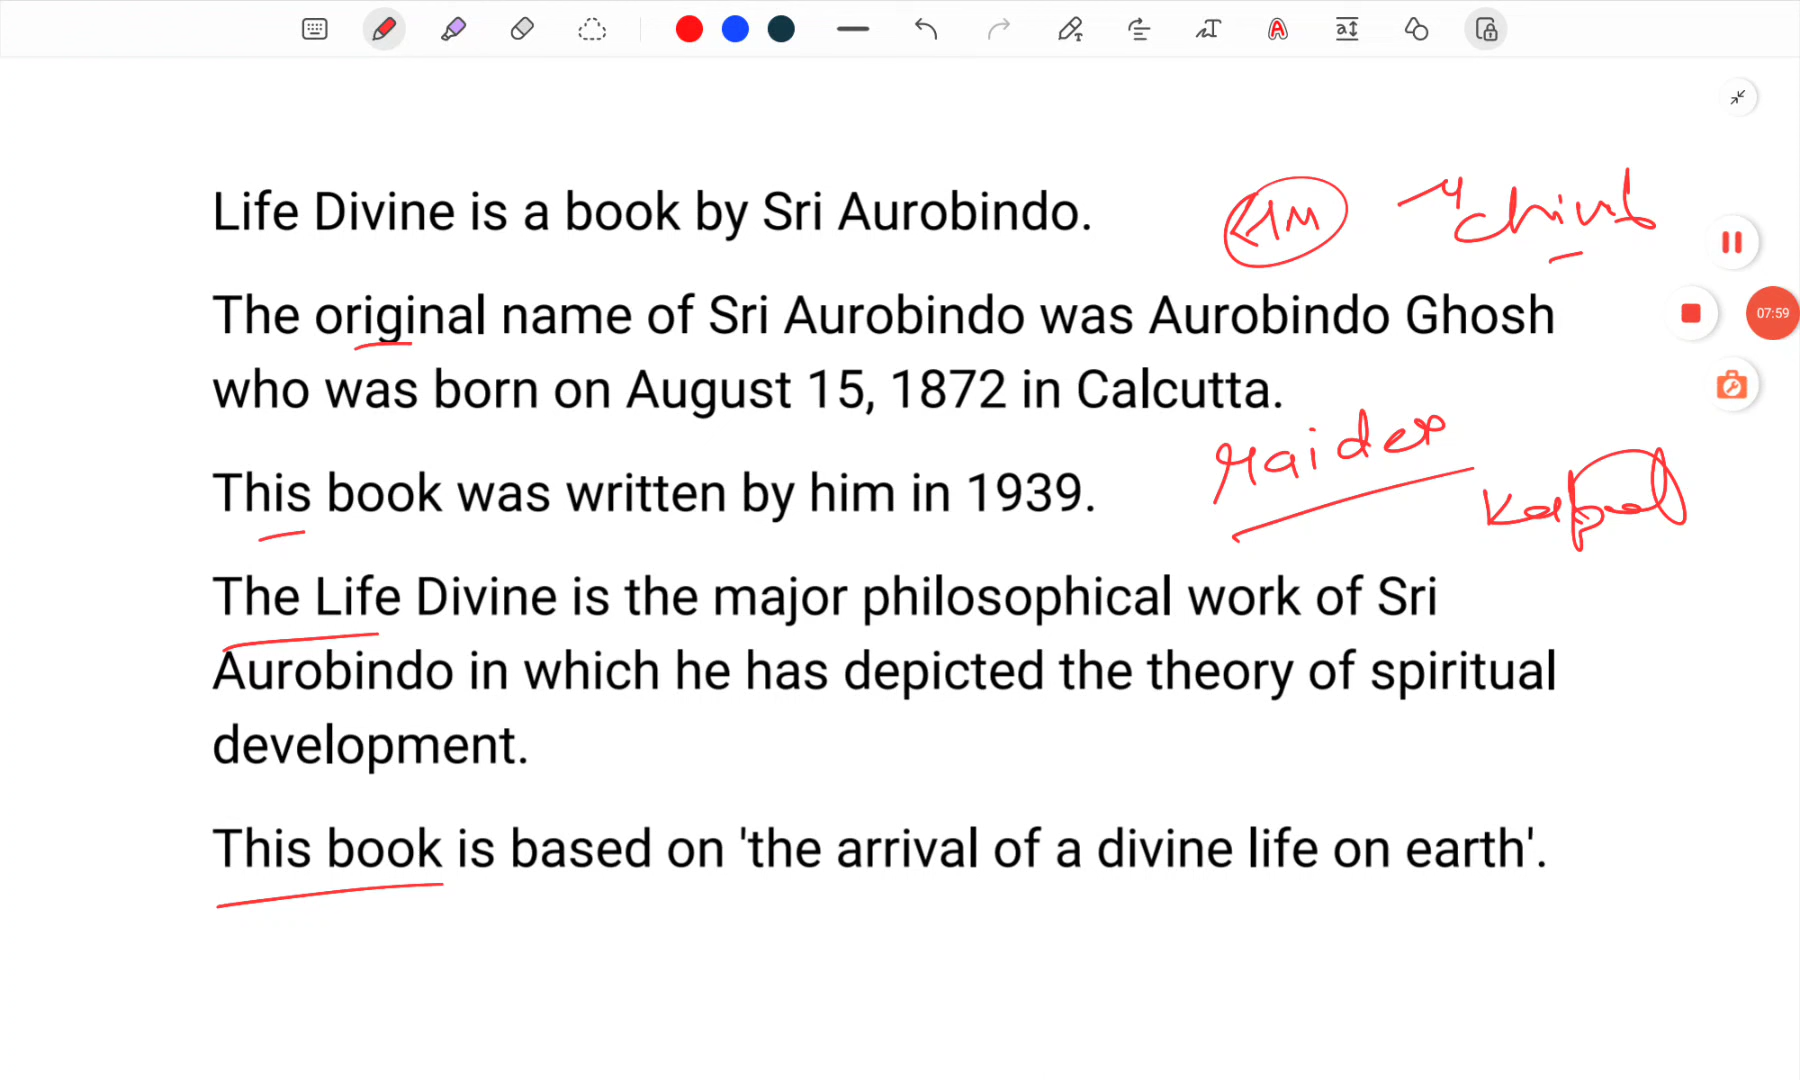 Life Divine is a book by Sri Aurobindo.
The original name of Sri Aurobindo was Aurobindo Ghosh
07:59
who was born on August 15, 1872 in Calcutta.
This book was written by him in 1939.
The Life Divine is the major philosophical work of Sri
Aurobindo in which he has depicted the theory of spiritual
development.
This book is based on 'the arrival of a divine life on earth'.